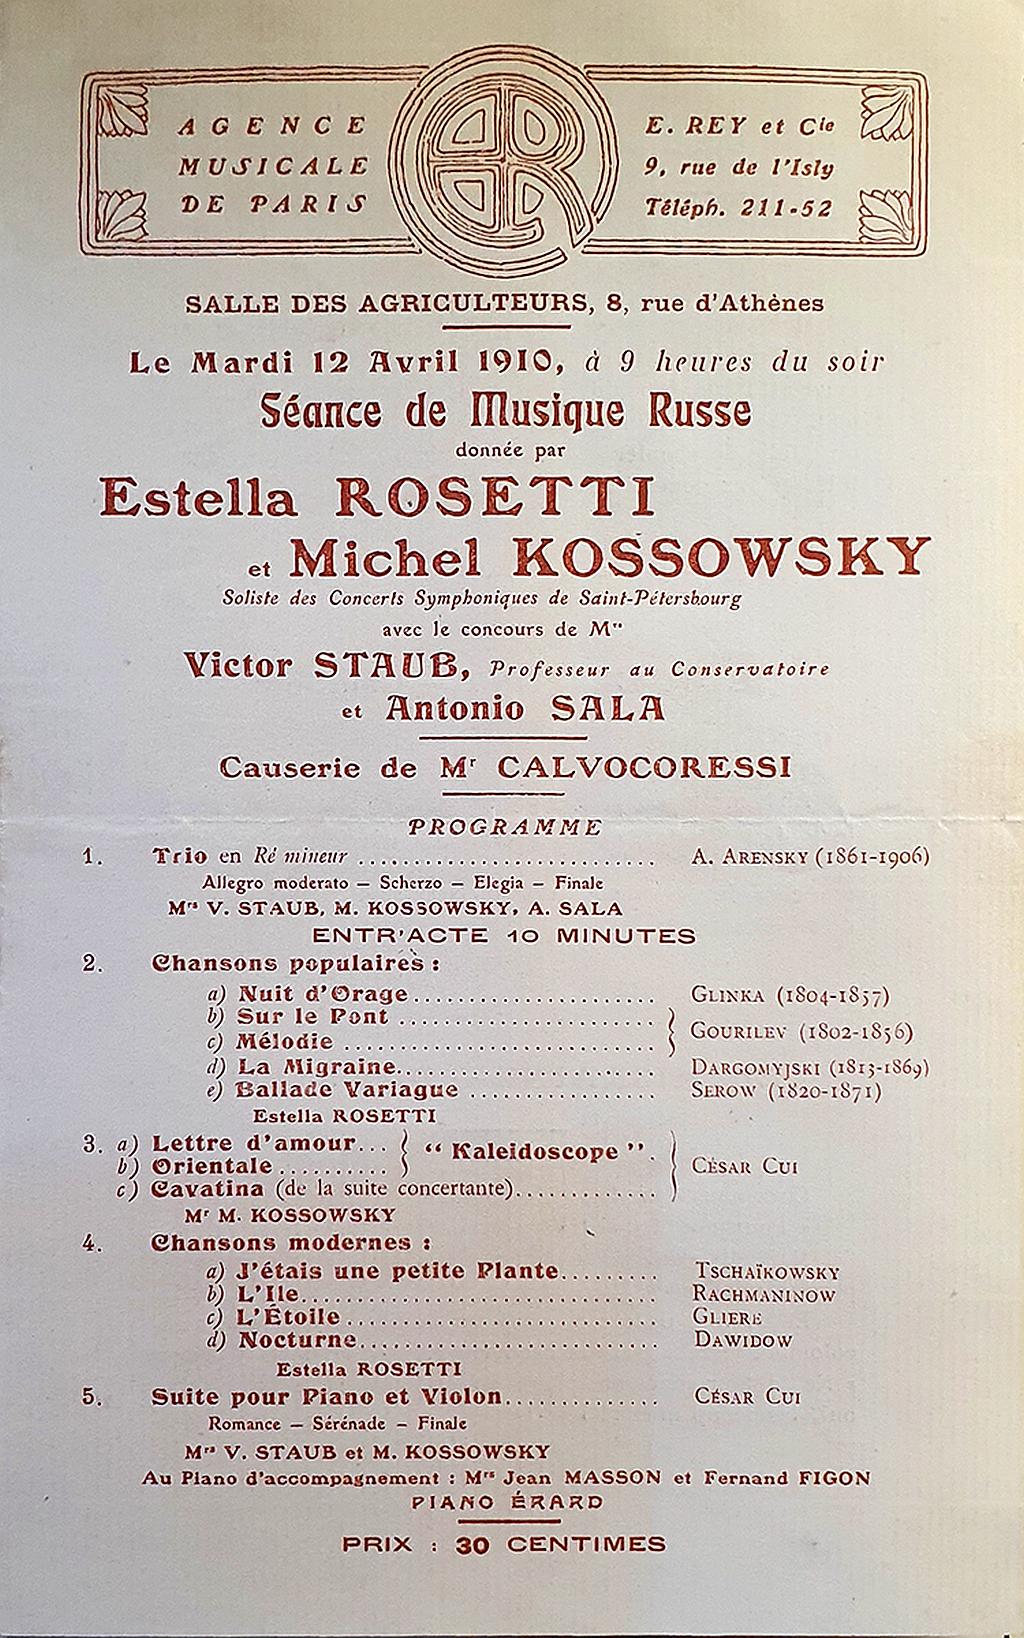 AGENCE
MUSICALE
DE PARIS
ER
E. REY et Cie
9, rue de l'Isly
Téléph. 211-52
SALLE DES AGRICULTEURS, 8, rue d'Athènes
Le Mardi 12 Avril 1910, à 9 heures du soir
Séance de Musique Russe
donnée par
Estella ROSETTI
et Michel KOSSOWSKY
Soliste des Concerts Symphoniques de Saint-Pétersbourg
avec le concours de Mrs
Victor STAUB, Professeur au Conservatoire
et Antonio SALA
Causerie de Mr CALVOCORESSI
PROGRAMME
1. Trio en Ré mineur ........................... A. ARENSKY (1861-1906)
Allegro moderato — Scherzo — Elegia — Finale
Mrs V. STAUB, M. KOSSOWSKY, A. SALA
ENTR'ACTE 10 MINUTES
2. Chansons populaires :
a) Nuit d'Orage...................... GLINKA (1804-1857)
b) Sur le Pont .......................
c) Mélodie ............................ } GOURILEV (1802-1856)
d) La Migraine....................... DARGOMYJSKI (1813-1869)
e) Ballade Variague ................. SEROW (1820-1871)
Estella ROSETTI
3. a) Lettre d'amour... } " Kaleidoscope ".
b) Orientale .......... } CÉSAR CUI
c) Cavatina (de la suite concertante).............
Mr M. KOSSOWSKY
4. Chansons modernes :
a) J'étais une petite Plante......... TSCHAÏKOWSKY
b) L'Ile................................ RACHMANINOW
c) L'Étoile............................ GLIERE
d) Nocturne........................... DAWIDOW
Estella ROSETTI
5. Suite pour Piano et Violon.............. CÉSAR CUI
Romance — Sérénade — Finale
Mrs V. STAUB et M. KOSSOWSKY
Au Piano d'accompagnement : Mrs Jean MASSON et Fernand FIGON
PIANO ÉRARD
PRIX : 30 CENTIMES